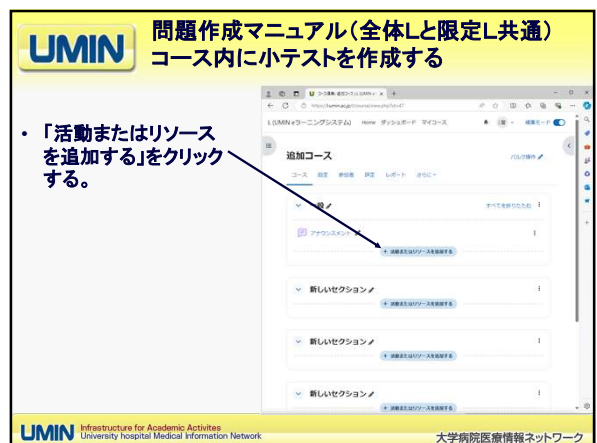 UMIN
問題作成マニュアル（全体Lと限定L共通）
コース内に小テストを作成する
・「活動またはリソースを追加する」をクリックする。
L (UMIN eラーニングシステム) Home ダッシュボード マイコース
編集モード
追加コース
バルク操作
コース 設定 参加者 評定 レポート さらに
一般
すべてを折りたたむ
アナウンスメント
+ 活動またはリソースを追加する
新しいセクション
+ 活動またはリソースを追加する
新しいセクション
+ 活動またはリソースを追加する
新しいセクション
+ 活動またはリソースを追加する
UMIN
Infrastructure for Academic Activites
University hospital Medical Information Network
大学病院医療情報ネットワーク